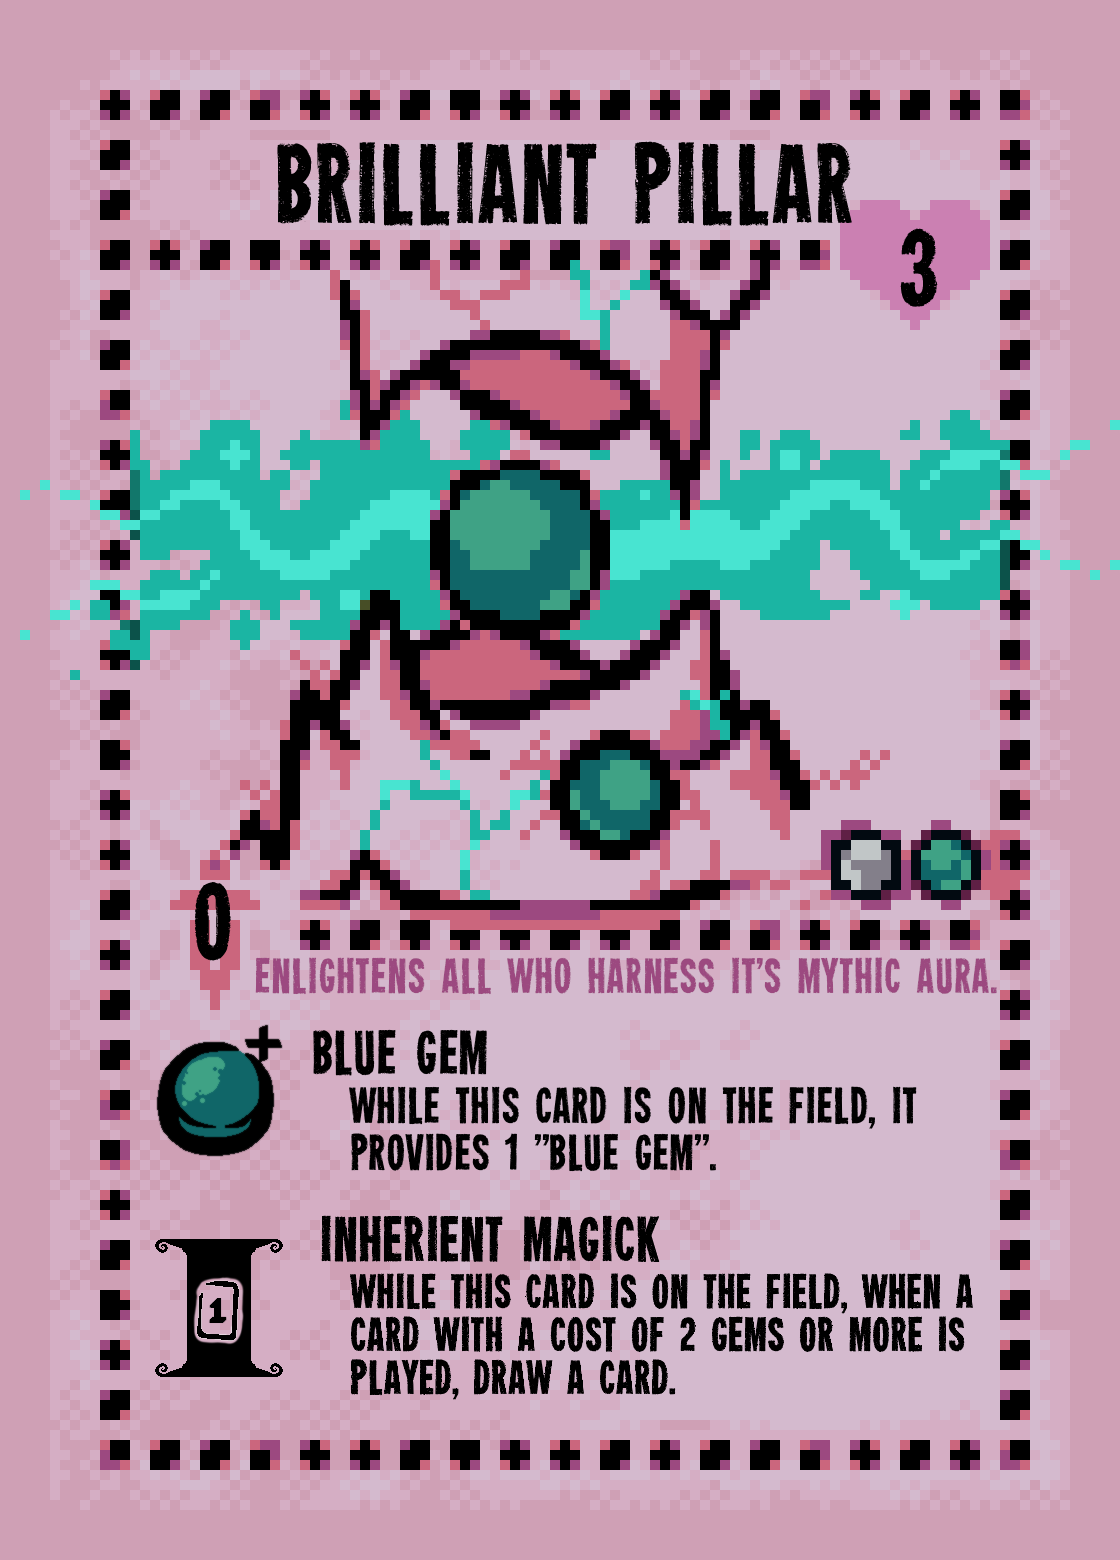 BRILLIANT PILLAR
3
0
ENLIGHTENS ALL WHO HARNESS IT'S MYTHIC AURA.
BLUE GEM
WHILE THIS CARD IS ON THE FIELD, IT
PROVIDES 1 "BLUE GEM".
INHERIENT MAGICK
1
WHILE THIS CARD IS ON THE FIELD, WHEN A
CARD WITH A COST OF 2 GEMS OR MORE IS
PLAYED, DRAW A CARD.